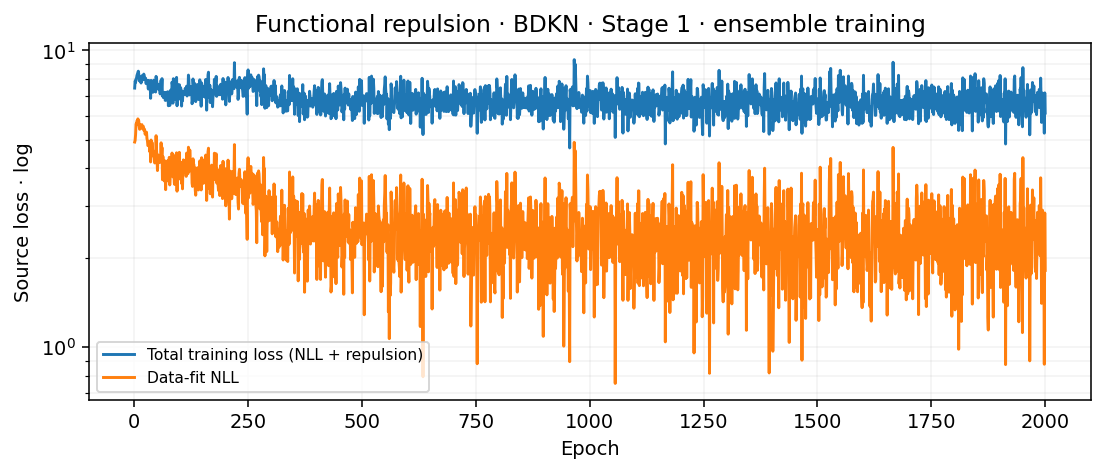 Functional repulsion · BDKN · Stage 1 · ensemble training
Source loss · log
10¹
10⁰
Total training loss (NLL + repulsion)
Data-fit NLL
0 250 500 750 1000 1250 1500 1750 2000
Epoch